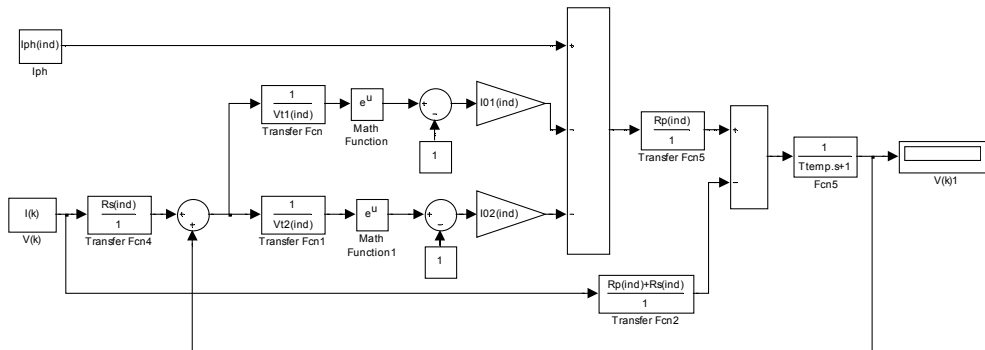 Iph(ind)
Iph
+
−
−
1
Vt1(ind)
Transfer Fcn
e^u
Math
Function
+
−
1
I01(ind)
Rp(ind)
1
Transfer Fcn5
+
−
1
Ttemp.s+1
Fcn5
V(k)1
I(k)
V(k)
Rs(ind)
1
Transfer Fcn4
+
+
1
Vt2(ind)
Transfer Fcn1
e^u
Math
Function1
+
−
1
I02(ind)
Rp(ind)+Rs(ind)
1
Transfer Fcn2